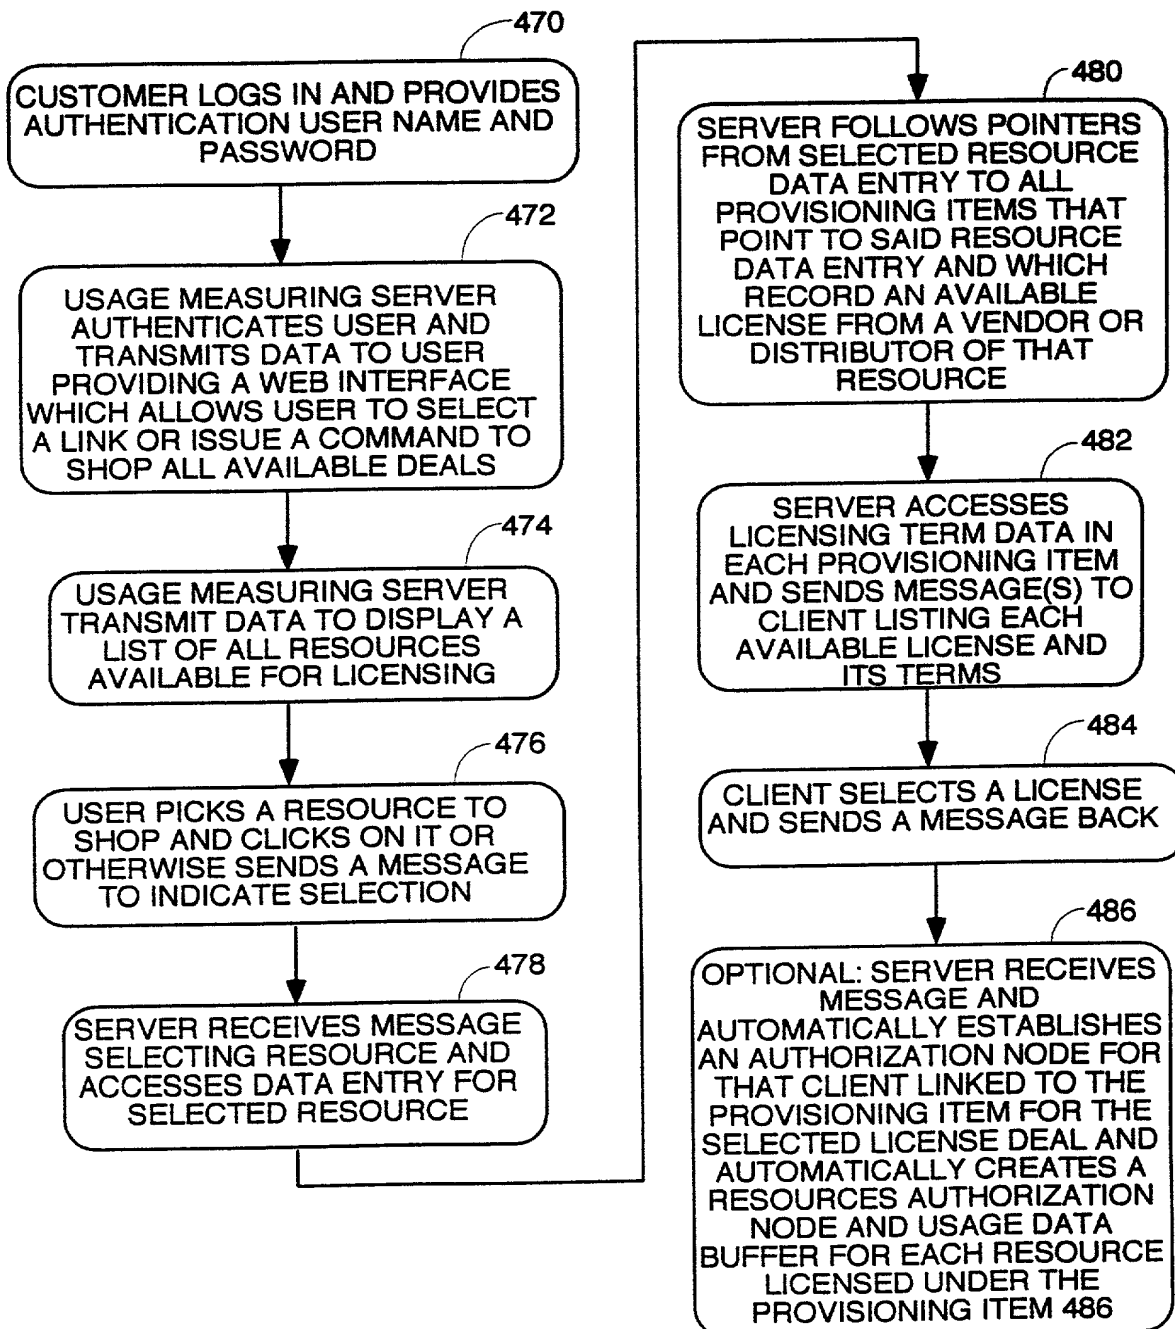 470
CUSTOMER LOGS IN AND PROVIDES
AUTHENTICATION USER NAME AND
PASSWORD
472
USAGE MEASURING SERVER
AUTHENTICATES USER AND
TRANSMITS DATA TO USER
PROVIDING A WEB INTERFACE
WHICH ALLOWS USER TO SELECT
A LINK OR ISSUE A COMMAND TO
SHOP ALL AVAILABLE DEALS
474
USAGE MEASURING SERVER
TRANSMIT DATA TO DISPLAY A
LIST OF ALL RESOURCES
AVAILABLE FOR LICENSING
476
USER PICKS A RESOURCE TO
SHOP AND CLICKS ON IT OR
OTHERWISE SENDS A MESSAGE
TO INDICATE SELECTION
478
SERVER RECEIVES MESSAGE
SELECTING RESOURCE AND
ACCESSES DATA ENTRY FOR
SELECTED RESOURCE
480
SERVER FOLLOWS POINTERS
FROM SELECTED RESOURCE
DATA ENTRY TO ALL
PROVISIONING ITEMS THAT
POINT TO SAID RESOURCE
DATA ENTRY AND WHICH
RECORD AN AVAILABLE
LICENSE FROM A VENDOR OR
DISTRIBUTOR OF THAT
RESOURCE
482
SERVER ACCESSES
LICENSING TERM DATA IN
EACH PROVISIONING ITEM
AND SENDS MESSAGE(S) TO
CLIENT LISTING EACH
AVAILABLE LICENSE AND
ITS TERMS
484
CLIENT SELECTS A LICENSE
AND SENDS A MESSAGE BACK
486
OPTIONAL: SERVER RECEIVES
MESSAGE AND
AUTOMATICALLY ESTABLISHES
AN AUTHORIZATION NODE FOR
THAT CLIENT LINKED TO THE
PROVISIONING ITEM FOR THE
SELECTED LICENSE DEAL AND
AUTOMATICALLY CREATES A
RESOURCES AUTHORIZATION
NODE AND USAGE DATA
BUFFER FOR EACH RESOURCE
LICENSED UNDER THE
PROVISIONING ITEM 486